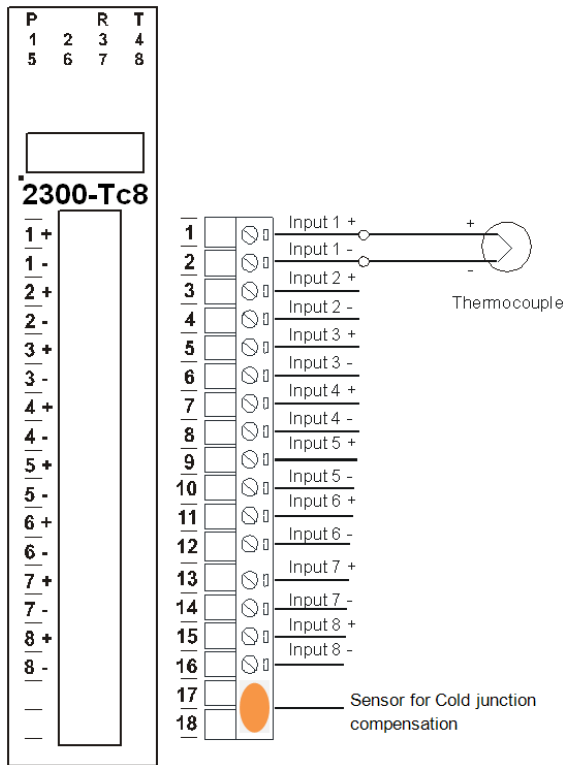 P R T
1 2 3 4
5 6 7 8
2300-Tc8
1 +
1 -
2 +
2 -
3 +
3 -
4 +
4 -
5 +
5 -
6 +
6 -
7 +
7 -
8 +
8 -
1 Input 1 + +
2 Input 1 - -
3 Input 2 +
4 Input 2 -
5 Input 3 +
6 Input 3 -
7 Input 4 +
8 Input 4 -
9 Input 5 +
10 Input 5 -
11 Input 6 +
12 Input 6 -
13 Input 7 +
14 Input 7 -
15 Input 8 +
16 Input 8 -
17
18
Thermocouple
Sensor for Cold junction
compensation